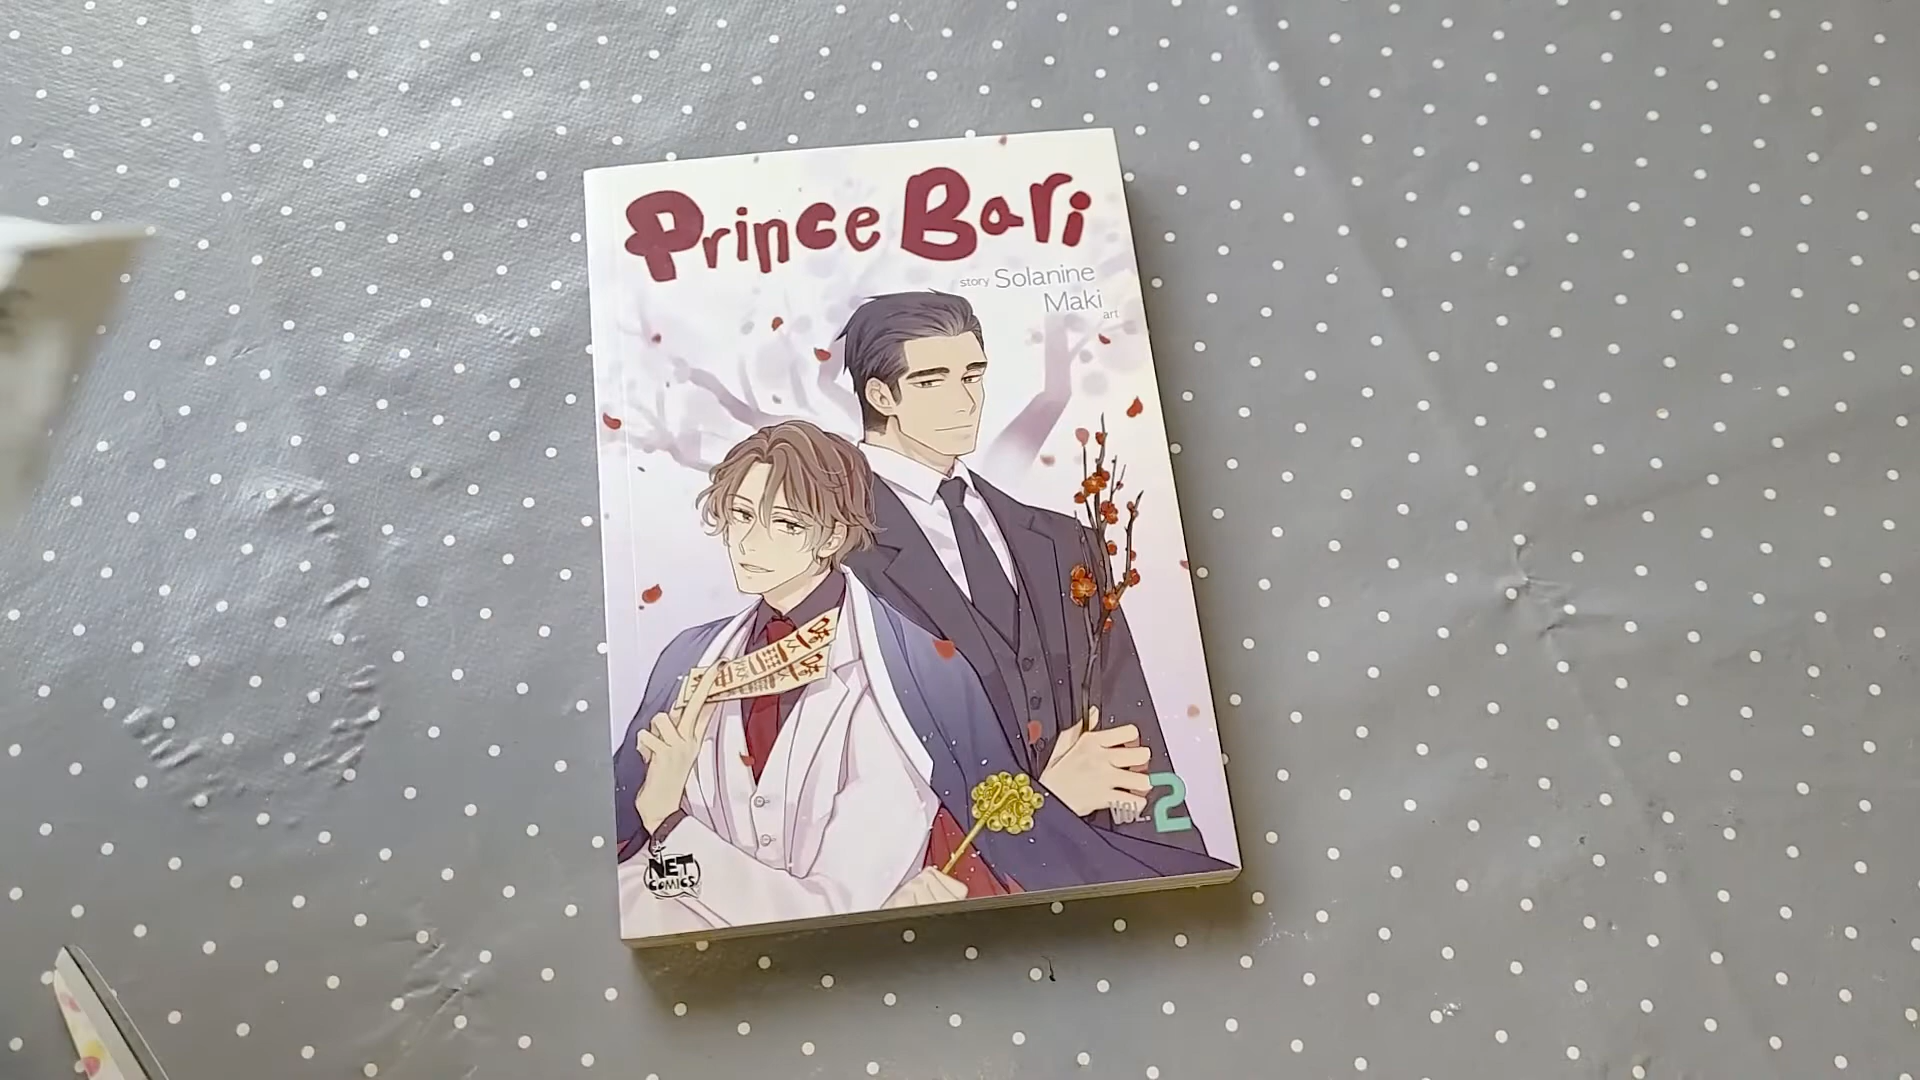 Prince Bari
story Solanine
Maki art
VOL. 2
NET
COMICS